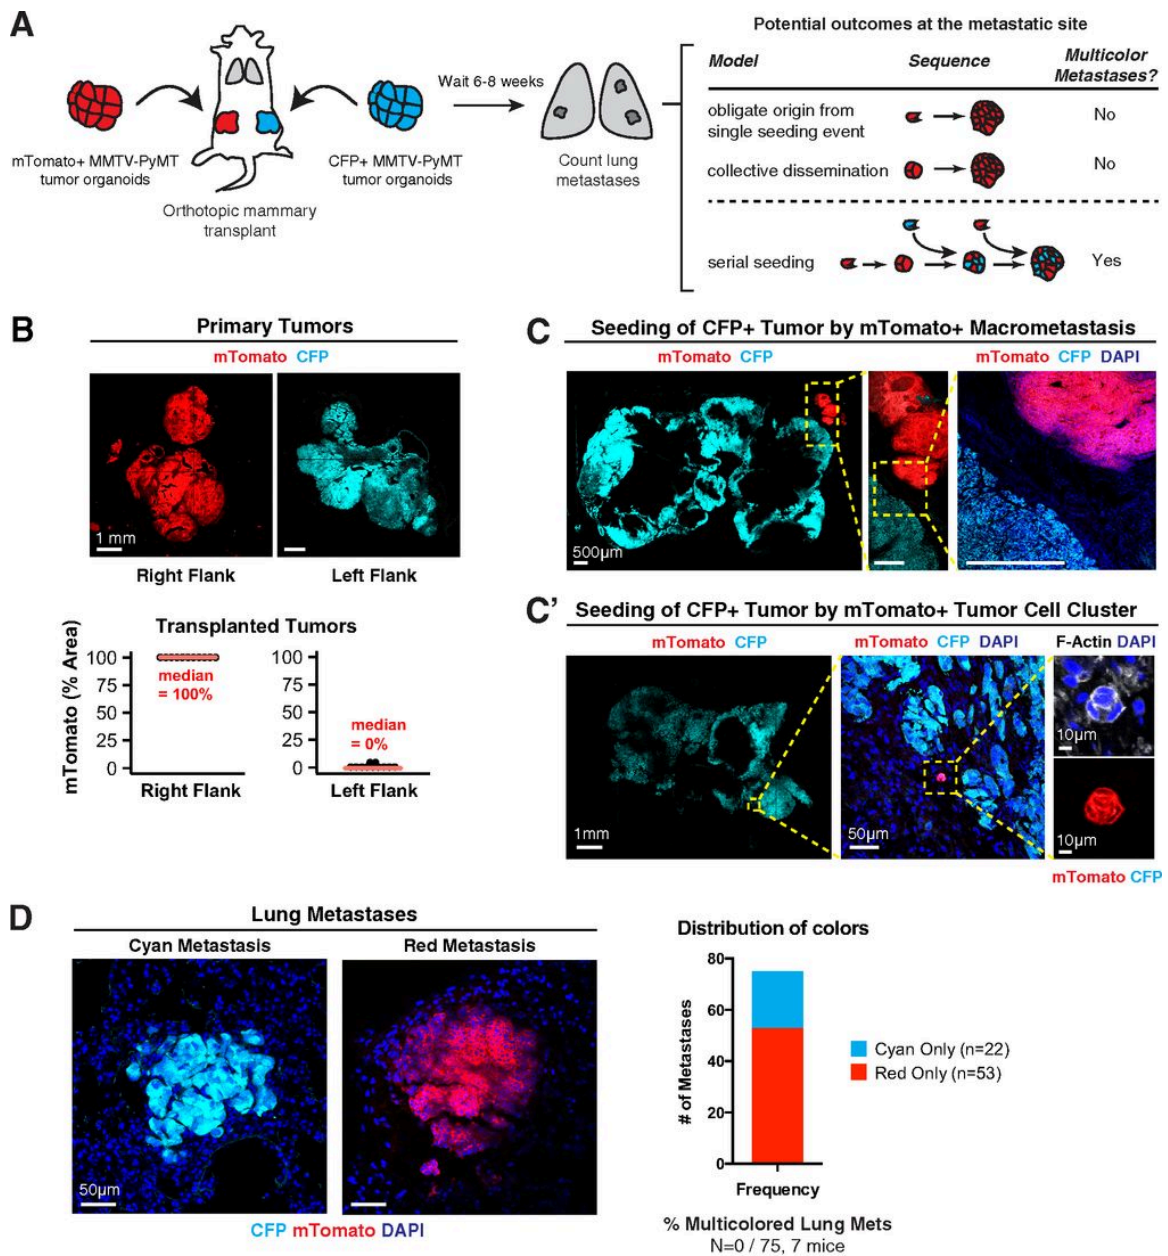 A
Potential outcomes at the metastatic site
Model Sequence Multicolor
Metastases?
Wait 6-8 weeks
obligate origin from
single seeding event
No
collective dissemination
No
serial seeding
Yes
mTomato+ MMTV-PyMT
tumor organoids
CFP+ MMTV-PyMT
tumor organoids
Count lung
metastases
Orthotopic mammary
transplant
B
Primary Tumors
mTomato CFP
1 mm
Right Flank
Left Flank
Transplanted Tumors
mTomato (% Area)
100
75
50
25
0
median
= 100%
Right Flank
100
75
50
25
0
median
= 0%
Left Flank
C
Seeding of CFP+ Tumor by mTomato+ Macrometastasis
mTomato CFP
mTomato CFP DAPI
500µm
C'
Seeding of CFP+ Tumor by mTomato+ Tumor Cell Cluster
mTomato CFP
mTomato CFP DAPI
F-Actin DAPI
1mm
50µm
10µm
10µm
mTomato CFP
D
Lung Metastases
Cyan Metastasis
Red Metastasis
50µm
CFP mTomato DAPI
Distribution of colors
# of Metastases
80
60
40
20
0
Cyan Only (n=22)
Red Only (n=53)
Frequency
% Multicolored Lung Mets
N=0 / 75, 7 mice